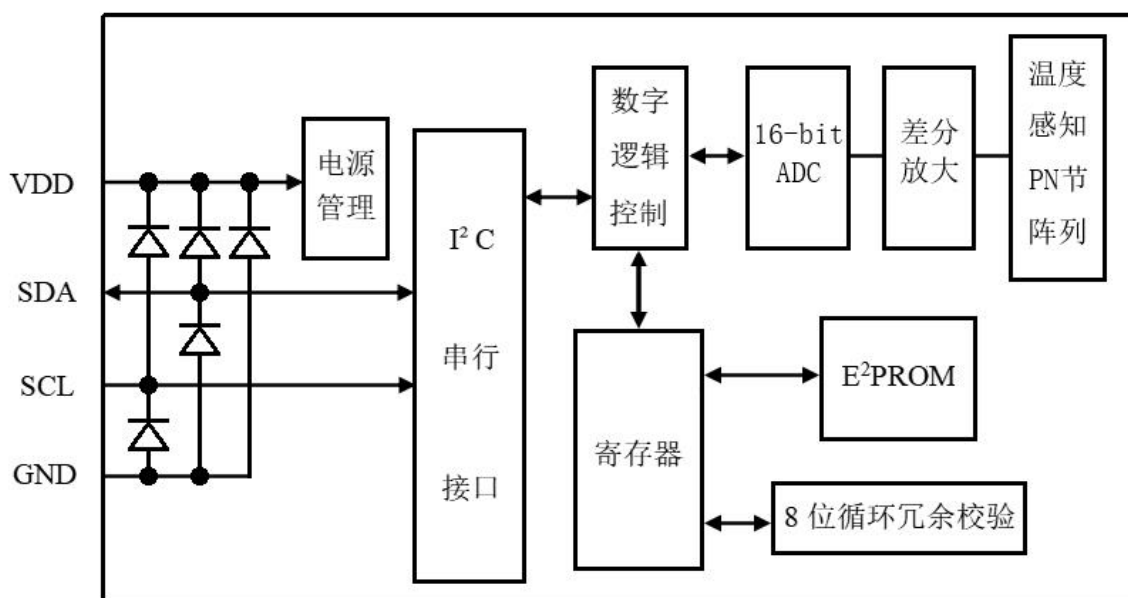 VDD
SDA
SCL
GND
电源
管理
I² C
串行
接口
数字
逻辑
控制
16-bit
ADC
差分
放大
温度
感知
PN节
阵列
寄存器
E²PROM
8 位循环冗余校验